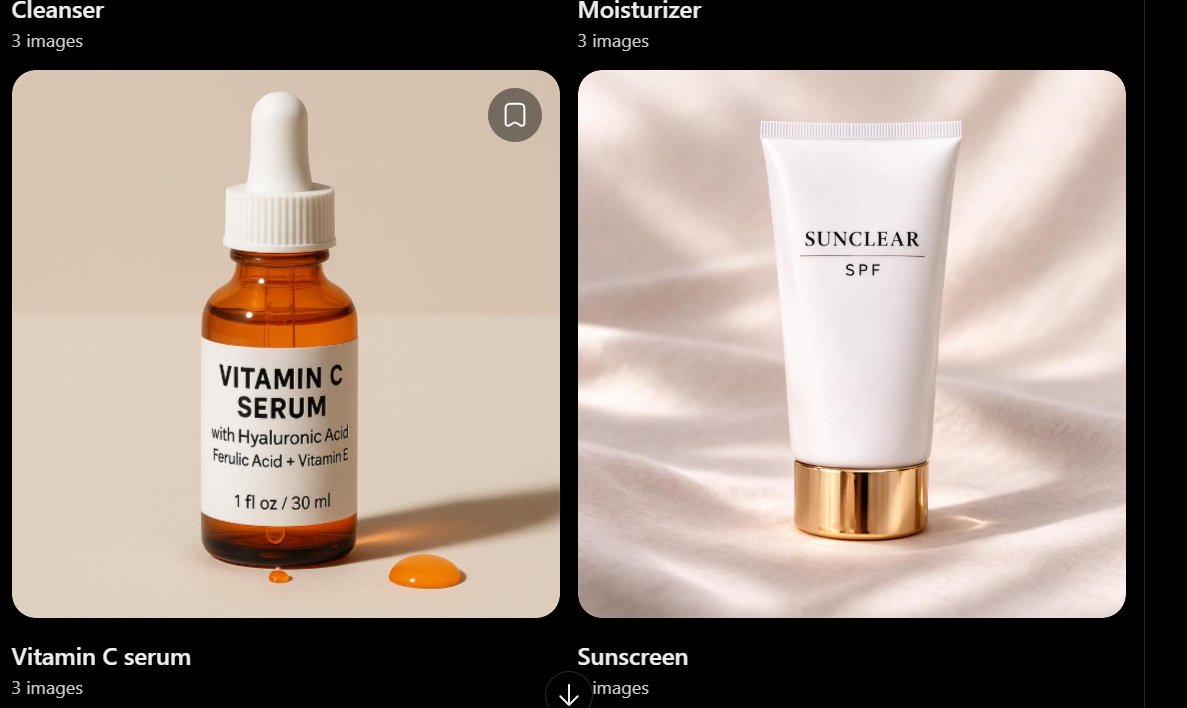 Cleanser
3 images
Moisturizer
3 images
VITAMIN C
SERUM
with Hyaluronic Acid
Ferulic Acid + Vitamin E
1 fl oz / 30 ml
SUNCLEAR
SPF
Vitamin C serum
3 images
Sunscreen
images